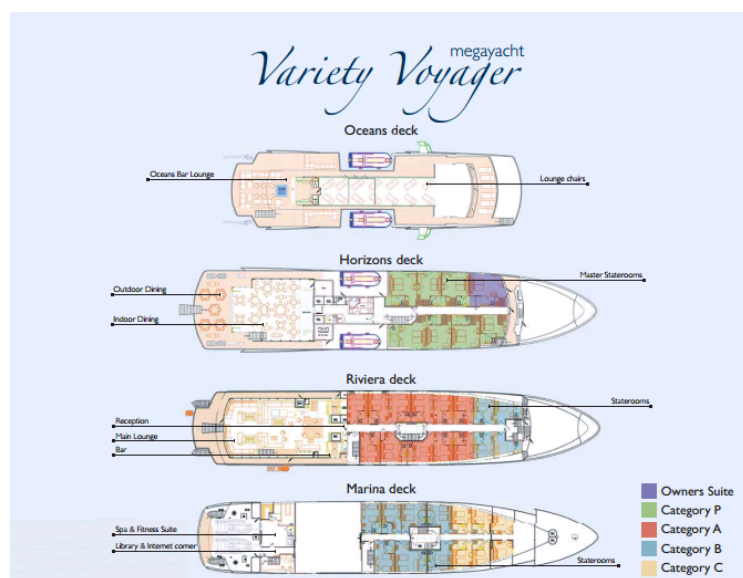 megayacht
Variety Voyager
Oceans deck
Oceans Bar Lounge
Lounge chairs
Horizons deck
Master Staterooms
Outdoor Dining
Indoor Dining
Riviera deck
Staterooms
Reception
Main Lounge
Bar
Marina deck
Owners Suite
Category P
Spa & Fitness Suite
Category A
Library & Internet corner
Category B
Staterooms
Category C